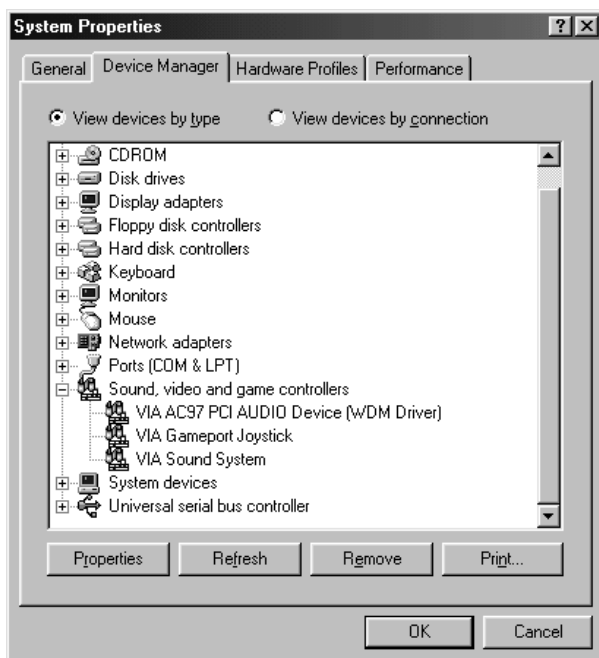 System Properties
General Device Manager Hardware Profiles Performance
View devices by type View devices by connection
CDROM
Disk drives
Display adapters
Floppy disk controllers
Hard disk controllers
Keyboard
Monitors
Mouse
Network adapters
Ports (COM & LPT)
Sound, video and game controllers
VIA AC97 PCI AUDIO Device (WDM Driver)
VIA Gameport Joystick
VIA Sound System
System devices
Universal serial bus controller
Properties Refresh Remove Print...
OK Cancel